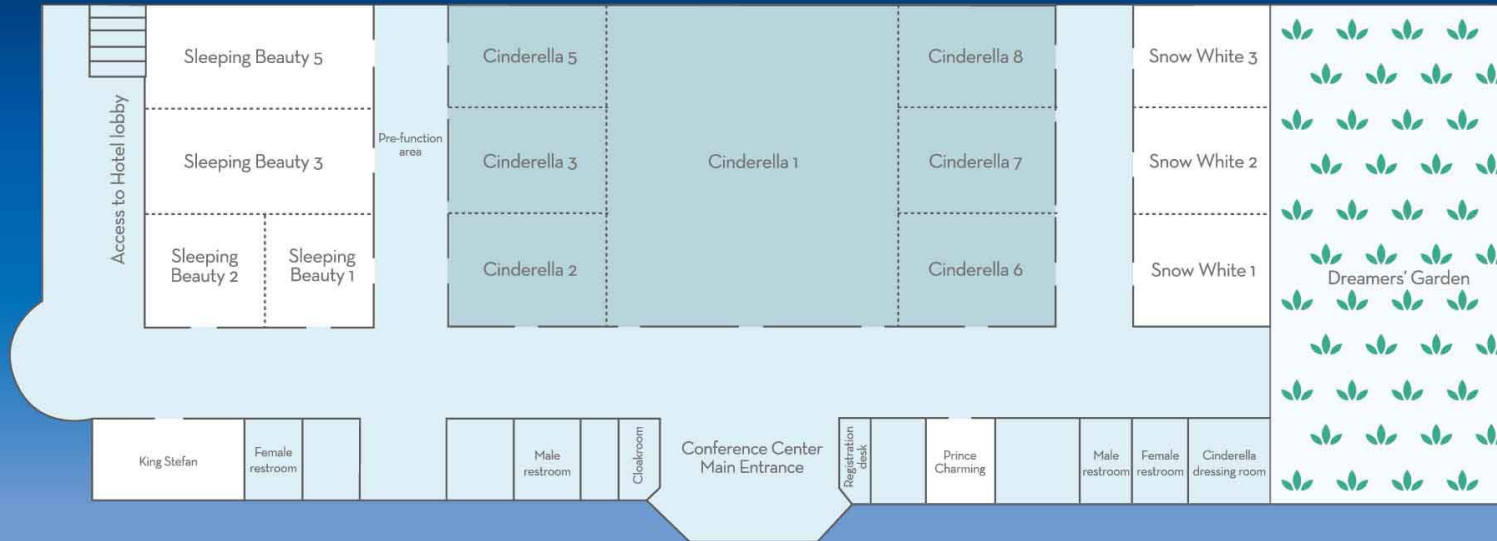 Sleeping Beauty 5
Cinderella 5
Cinderella 8
Snow White 3
Access to Hotel lobby
Pre-function
area
Sleeping Beauty 3
Cinderella 3
Cinderella 1
Cinderella 7
Snow White 2
Sleeping
Beauty 2
Sleeping
Beauty 1
Cinderella 2
Cinderella 6
Snow White 1
Dreamers' Garden
King Stefan
Female
restroom
Male
restroom
Cloakroom
Conference Center
Main Entrance
Registration
desk
Prince
Charming
Male
restroom
Female
restroom
Cinderella
dressing room